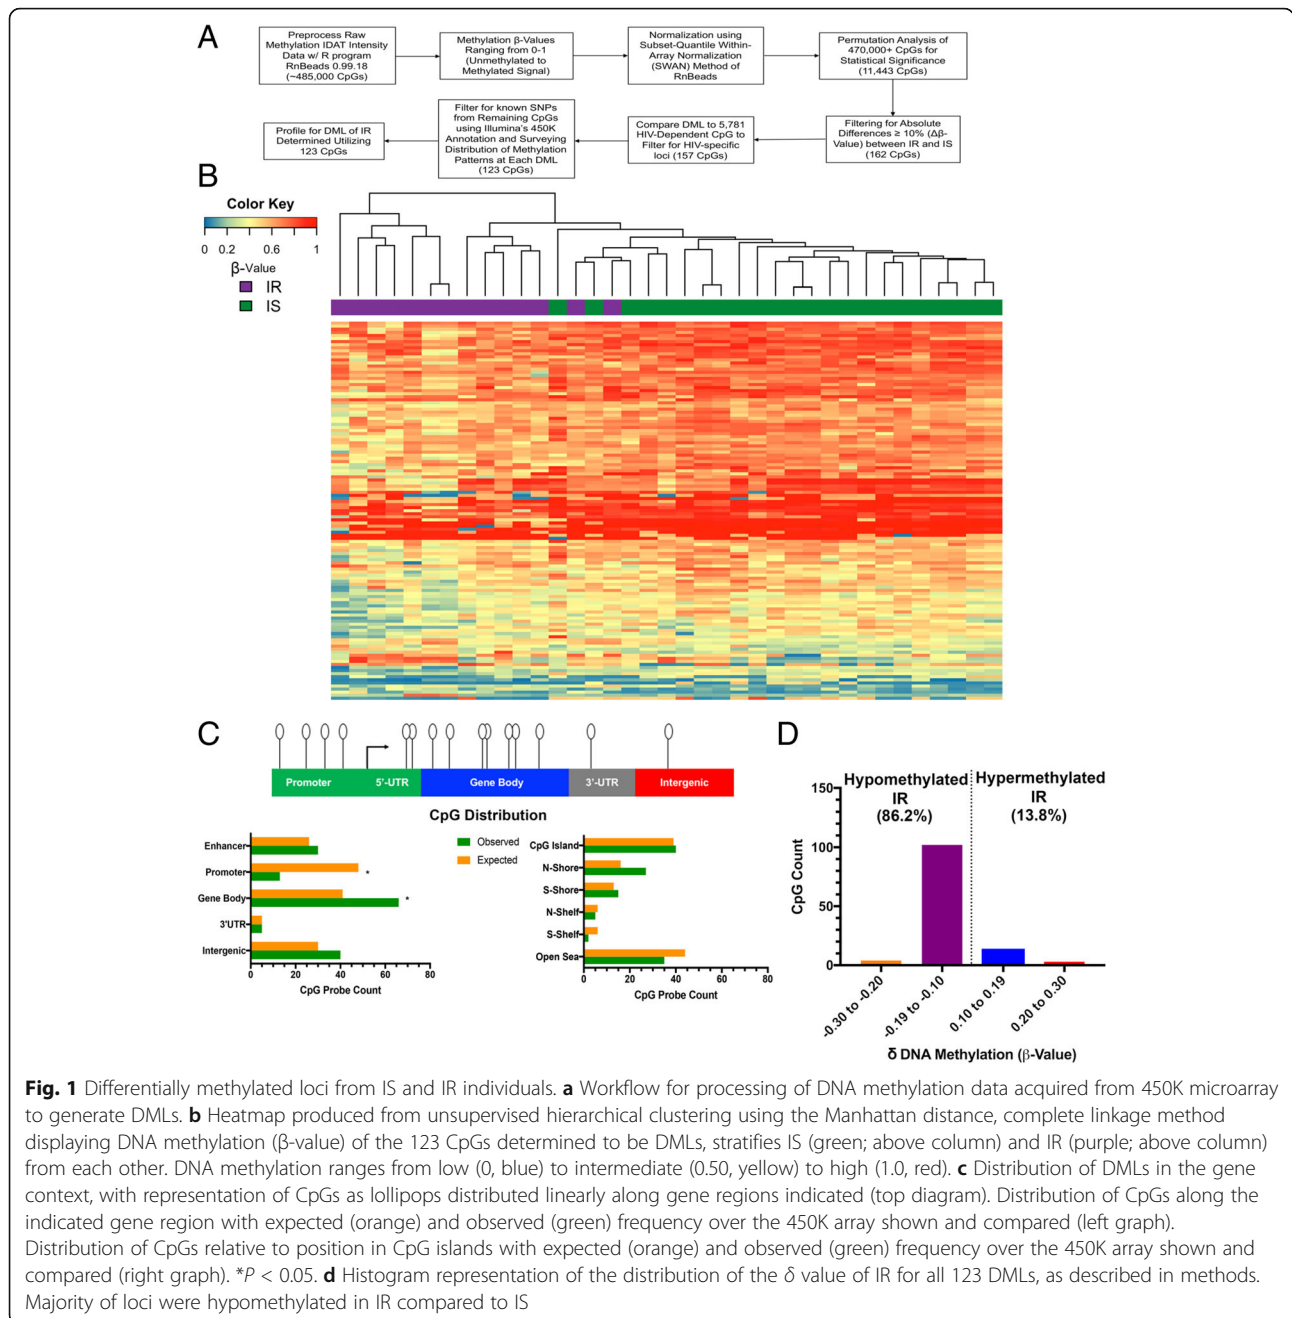 A
Preprocess Raw
Methylation IDAT Intensity
Data w/ R program
RnBeads 0.99.18
(~485,000 CpGs)
Methylation β-Values
Ranging from 0-1
(Unmethylated to
Methylated Signal)
Normalization using
Subset-Quantile Within-
Array Normalization
(SWAN) Method of
RnBeads
Permutation Analysis of
470,000+ CpGs for
Statistical Significance
(11,443 CpGs)
Filtering for Absolute
Differences ≥ 10% (Δβ-
Value) between IR and IS
(162 CpGs)
Compare DML to 5,781
HIV-Dependent CpG to
Filter for HIV-specific
loci (157 CpGs)
Filter for known SNPs
from Remaining CpGs
using Illumina's 450K
Annotation and Surveying
Distribution of Methylation
Patterns at Each DML
(123 CpGs)
Profile for DML of IR
Determined Utilizing
123 CpGs
B
Color Key
0 0.2 0.6 1
β-Value
IR
IS
C
Promoter 5'-UTR Gene Body 3'-UTR Intergenic
CpG Distribution
Observed
Expected
Enhancer
Promoter *
Gene Body *
3'UTR
Intergenic
0 20 40 60 80
CpG Probe Count
CpG Island
N-Shore
S-Shore
N-Shelf
S-Shelf
Open Sea
0 20 40 60 80
CpG Probe Count
D
Hypomethylated Hypermethylated
IR IR
(86.2%) (13.8%)
150
100
50
0
CpG Count
-0.30 to -0.20
-0.19 to -0.10
0.10 to 0.19
0.20 to 0.30
δ DNA Methylation (β-Value)
Fig. 1 Differentially methylated loci from IS and IR individuals. a Workflow for processing of DNA methylation data acquired from 450K microarray
to generate DMLs. b Heatmap produced from unsupervised hierarchical clustering using the Manhattan distance, complete linkage method
displaying DNA methylation (β-value) of the 123 CpGs determined to be DMLs, stratifies IS (green; above column) and IR (purple; above column)
from each other. DNA methylation ranges from low (0, blue) to intermediate (0.50, yellow) to high (1.0, red). c Distribution of DMLs in the gene
context, with representation of CpGs as lollipops distributed linearly along gene regions indicated (top diagram). Distribution of CpGs along the
indicated gene region with expected (orange) and observed (green) frequency over the 450K array shown and compared (left graph).
Distribution of CpGs relative to position in CpG islands with expected (orange) and observed (green) frequency over the 450K array shown and
compared (right graph). *P < 0.05. d Histogram representation of the distribution of the δ value of IR for all 123 DMLs, as described in methods.
Majority of loci were hypomethylated in IR compared to IS